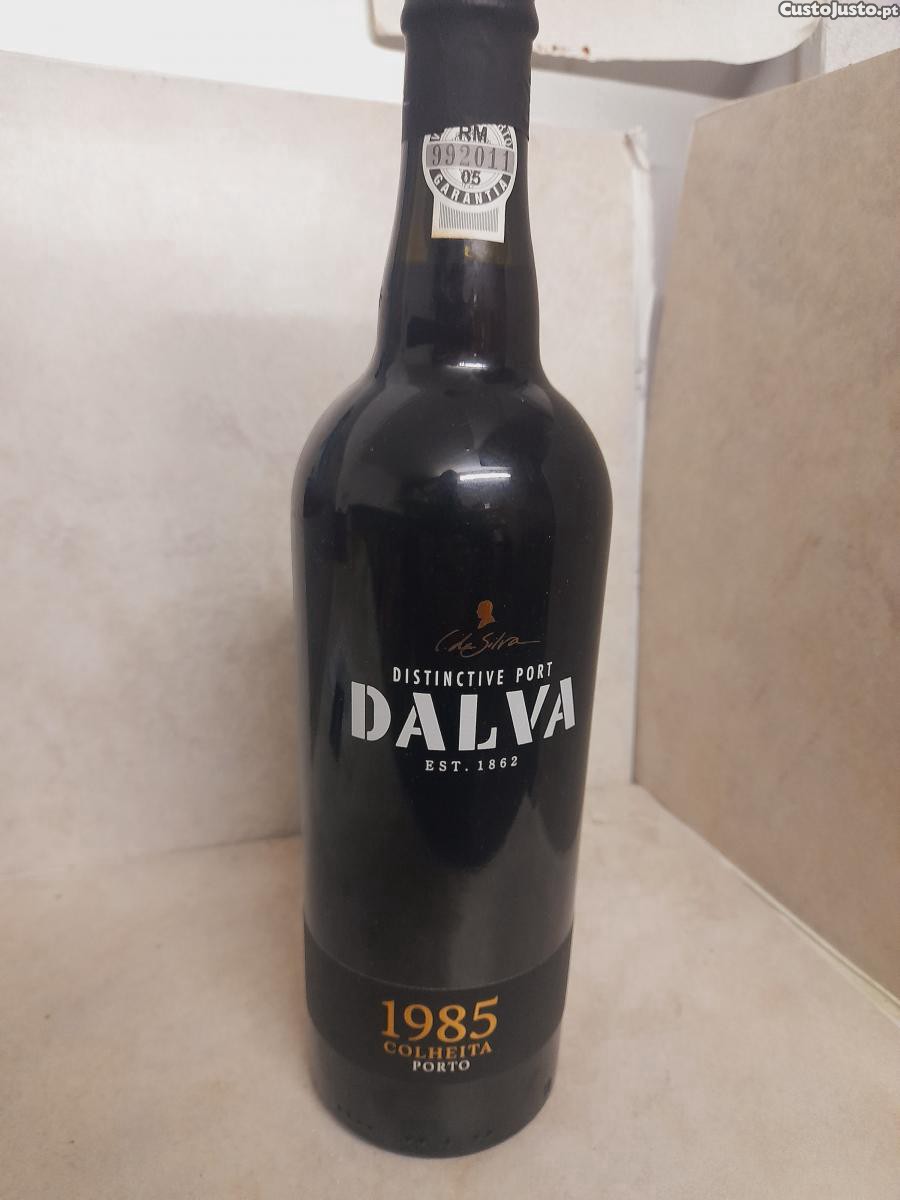 CustoJusto.pt
RM
992011
05
GARANTIA
C. da Silva
DISTINCTIVE PORT
DALVA
EST. 1862
1985
COLHEITA
PORTO